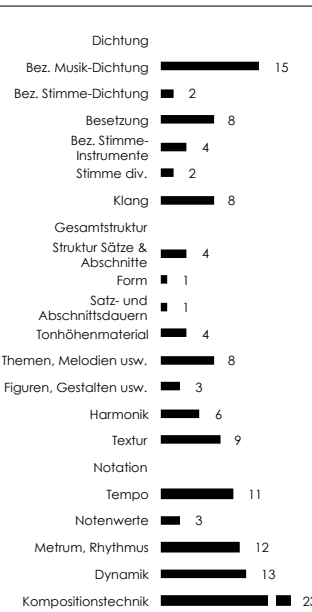 Dichtung
Bez. Musik-Dichtung 15
Bez. Stimme-Dichtung 2
Besetzung 8
Bez. Stimme-
Instrumente 4
Stimme div. 2
Klang 8
Gesamtstruktur
Struktur Sätze &
Abschnitte 4
Form 1
Satz- und
Abschnittsdauern 1
Tonhöhenmaterial 4
Themen, Melodien usw. 8
Figuren, Gestalten usw. 3
Harmonik 6
Textur 9
Notation
Tempo 11
Notenwerte 3
Metrum, Rhythmus 12
Dynamik 13
Kompositionstechnik